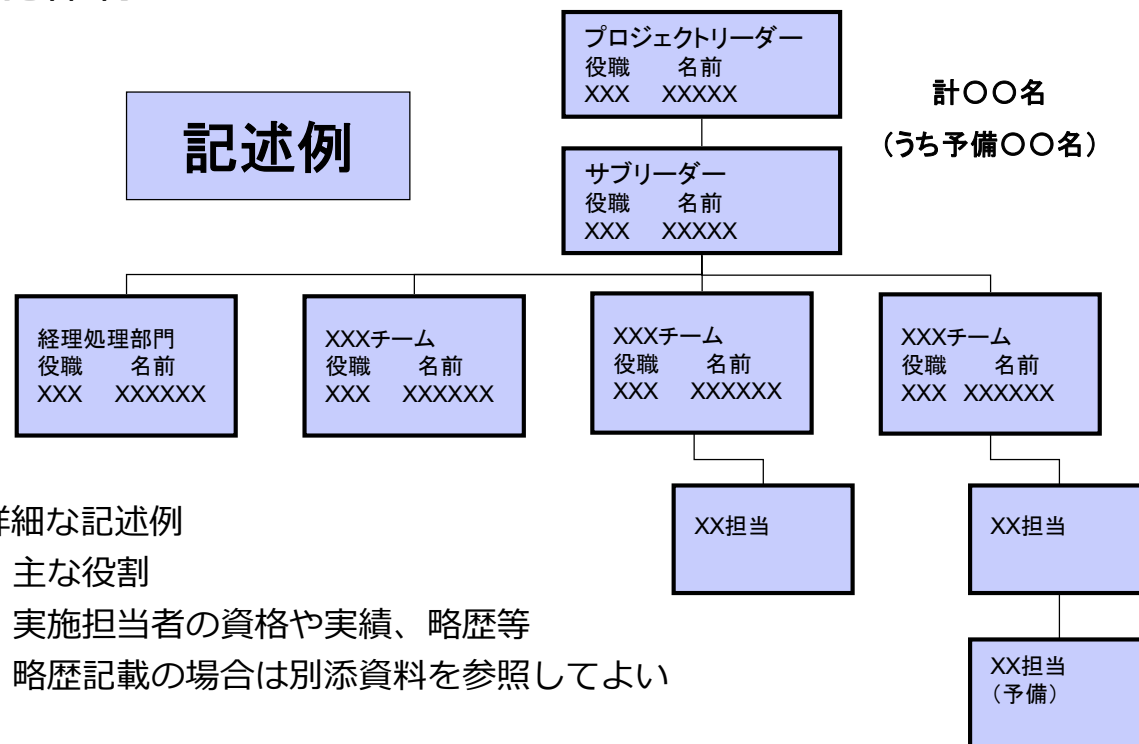 プロジェクトリーダー
役職 名前
XXX XXXXX
計〇〇名
（うち予備〇〇名）
記述例
サブリーダー
役職 名前
XXX XXXXX
経理処理部門
役職 名前
XXX XXXXXX
XXXチーム
役職 名前
XXX XXXXXX
XXXチーム
役職 名前
XXX XXXXXX
XXXチーム
役職 名前
XXX XXXXXX
XX担当
XX担当
細な記述例
主な役割
実施担当者の資格や実績、略歴等
略歴記載の場合は別添資料を参照してよい
XX担当
（予備）